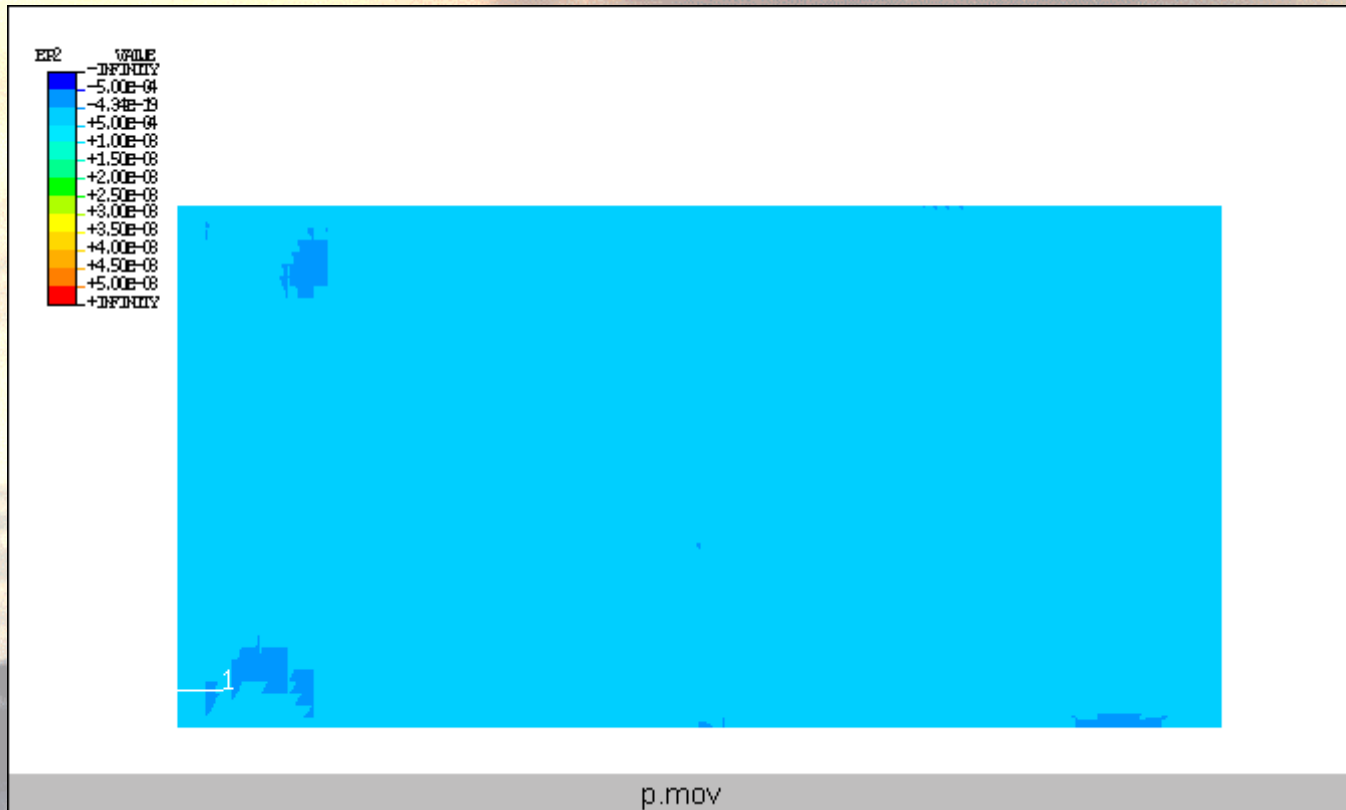 ER2 VALUE
-INFINITY
-5.00E-04
-4.34E-19
+5.00E-04
+1.00E-03
+1.50E-03
+2.00E-03
+2.50E-03
+3.00E-03
+3.50E-03
+4.00E-03
+4.50E-03
+5.00E-03
+INFINITY
1
p.mov